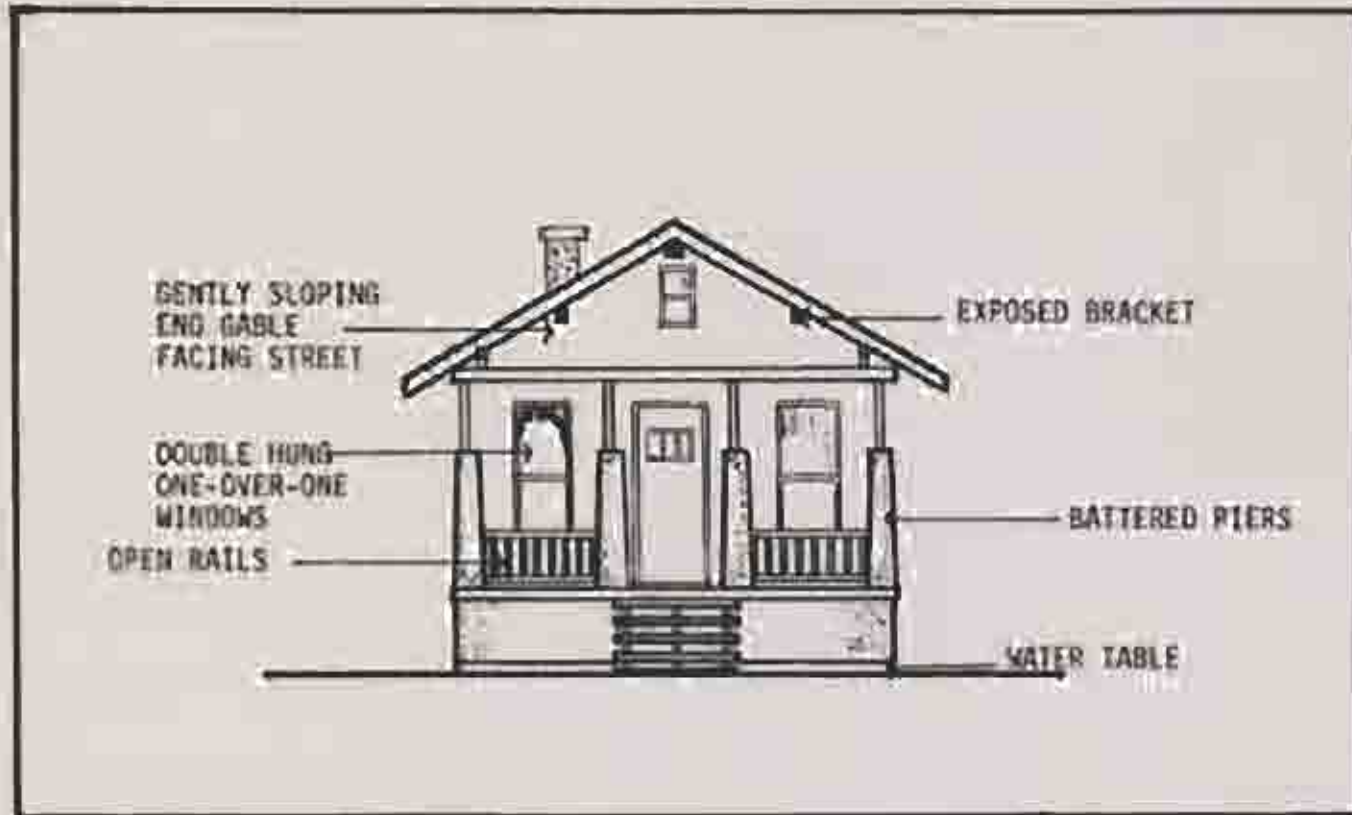 GENTLY SLOPING
END GABLE
FACING STREET
EXPOSED BRACKET
DOUBLE HUNG
ONE-OVER-ONE
WINDOWS
BATTERED PIERS
OPEN RAILS
WATER TABLE